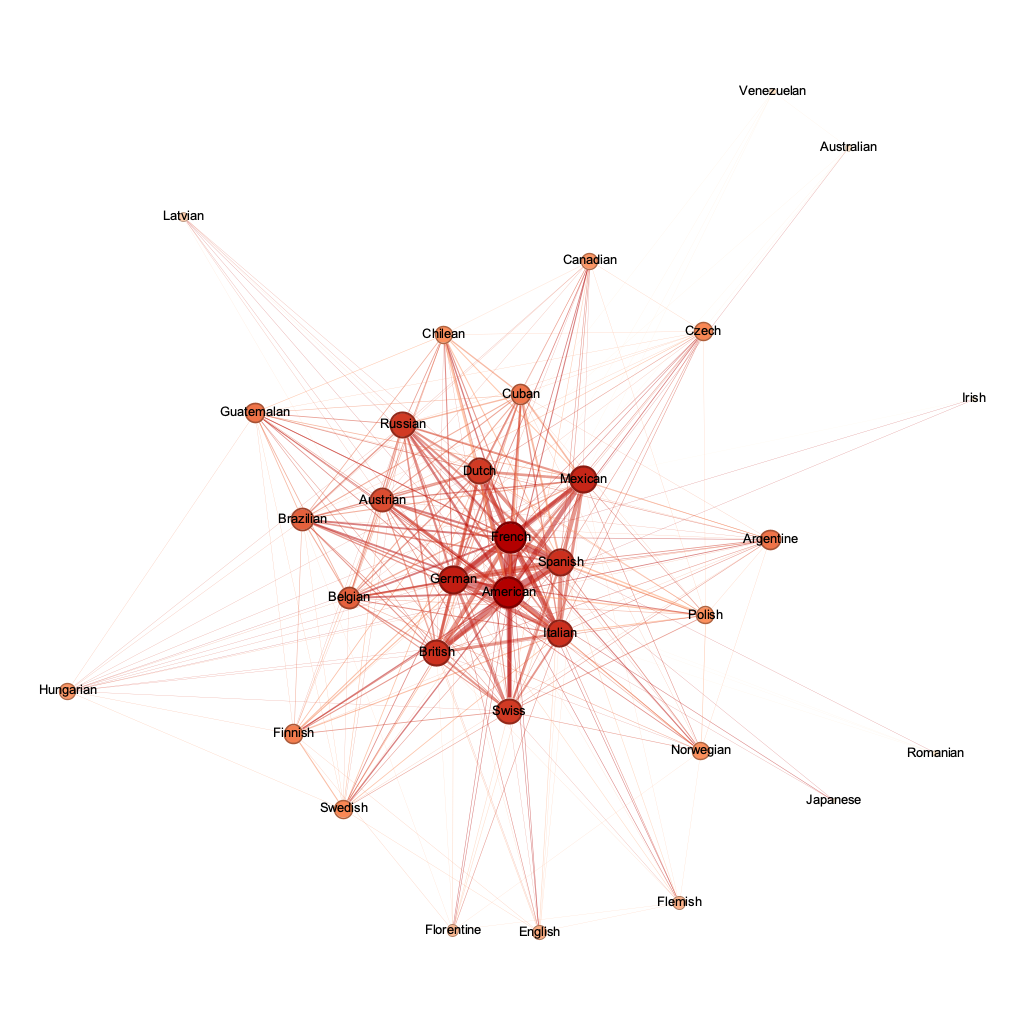 Venezuelan
Australian
Latvian
Canadian
Czech
Chilean
Cuban
Irish
Guatemalan
Russian
Dutch
Mexican
Austrian
Brazilian
French
Argentine
Spanish
German
American
Belgian
Polish
Italian
British
Hungarian
Swiss
Finnish
Norwegian
Romanian
Japanese
Swedish
Flemish
Florentine
English